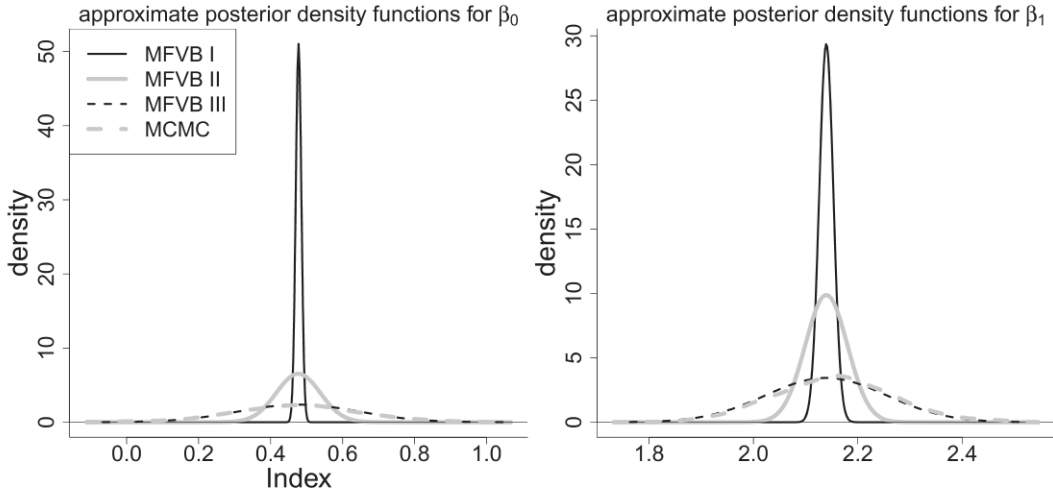 approximate posterior density functions for β0
MFVB I
MFVB II
MFVB III
MCMC
density
0 10 20 30 40 50
0.0 0.2 0.4 0.6 0.8 1.0
Index
approximate posterior density functions for β1
density
0 5 10 15 20 25 30
1.8 2.0 2.2 2.4